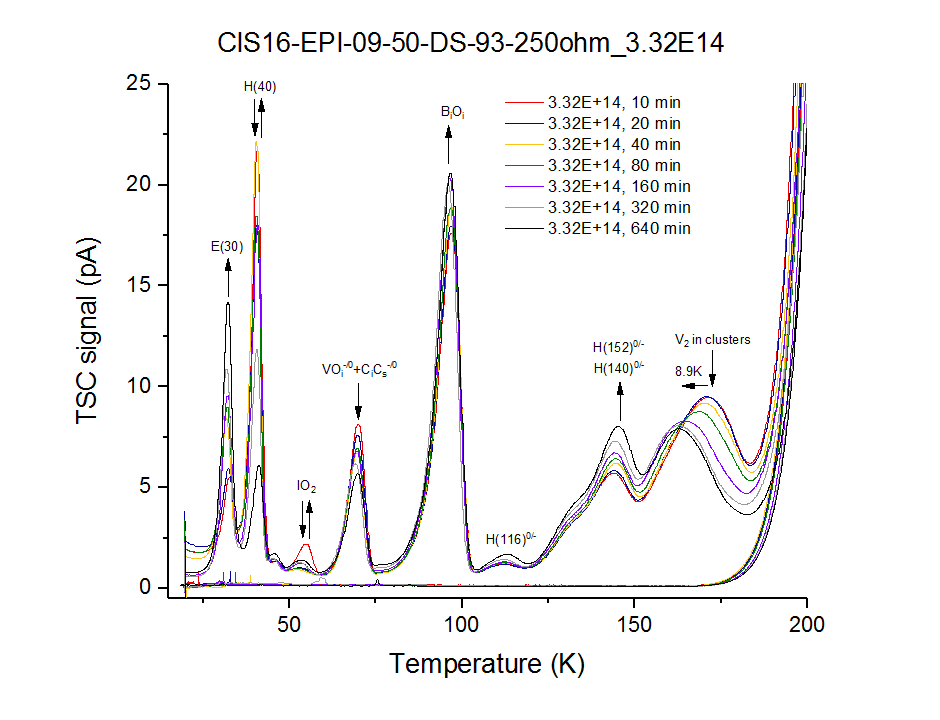 CIS16-EPI-09-50-DS-93-250ohm_3.32E14
25
20
15
10
5
0
TSC signal (pA)
50
100
150
200
Temperature (K)
H(40)
E(30)
IO2
VOi-/0+CiCs-/0
BiOi
H(116)0/-
H(152)0/-
H(140)0/-
V2 in clusters
8.9K
3.32E+14, 10 min
3.32E+14, 20 min
3.32E+14, 40 min
3.32E+14, 80 min
3.32E+14, 160 min
3.32E+14, 320 min
3.32E+14, 640 min